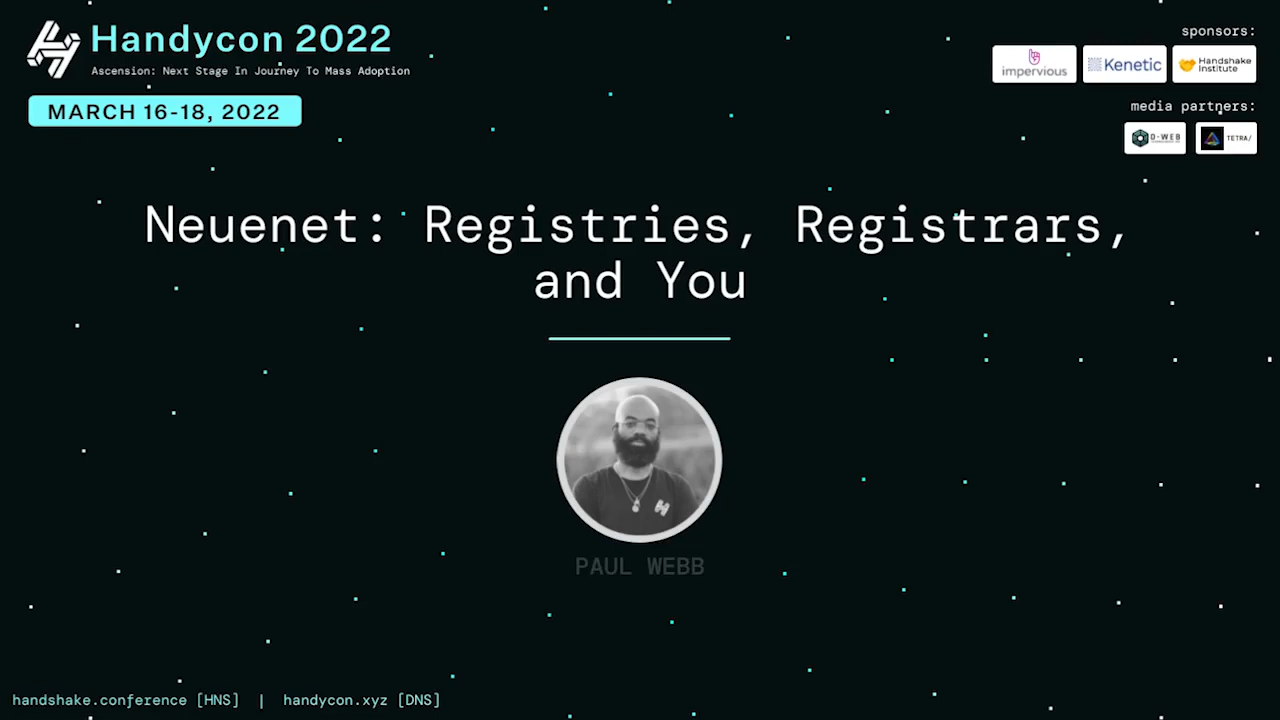 Handycon 2022
Ascension: Next Stage In Journey To Mass Adoption
MARCH 16-18, 2022
sponsors:
impervious
Kenetic
Handshake
Institute
media partners:
D-WEB
TETRA/
Neuenet: Registries, Registrars,
and You
PAUL WEBB
handshake.conference [HNS] | handycon.xyz [DNS]